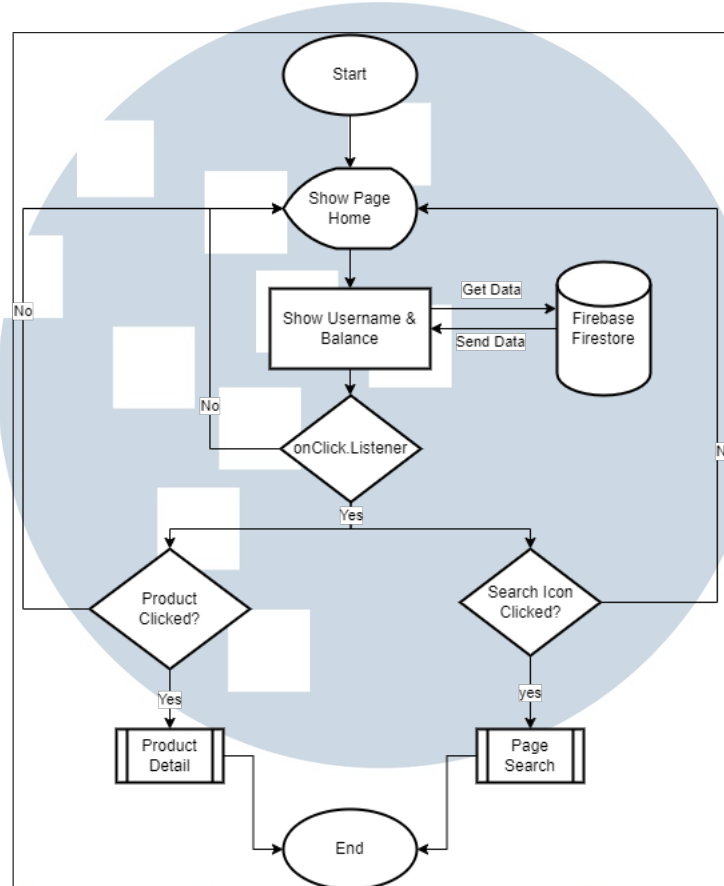 Start
Show Page
Home
Get Data
Show Username &
Balance
Firebase
Firestore
Send Data
No
No
onClick.Listener
Yes
Product
Clicked?
Search Icon
Clicked?
Yes
yes
Product
Detail
Page
Search
End